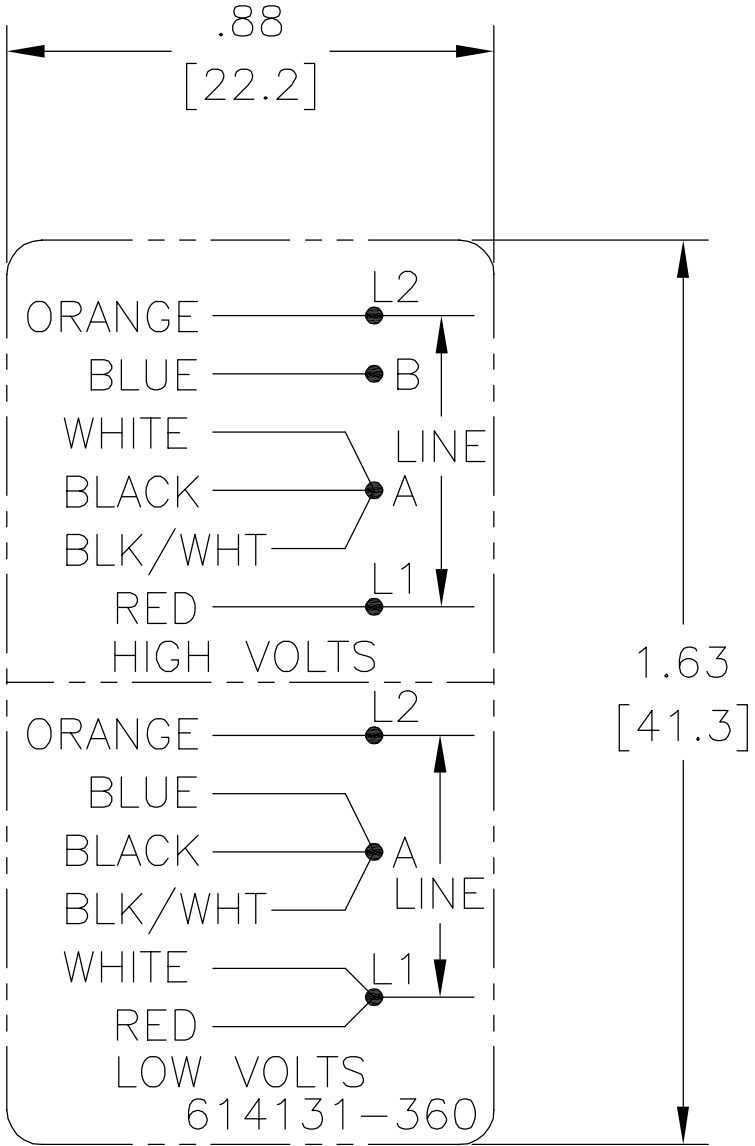 .88
[22.2]
L2
ORANGE
BLUE B
WHITE LINE
BLACK A
BLK/WHT
L1
RED
HIGH VOLTS
1.63
[41.3]
L2
ORANGE
BLUE
BLACK A
BLK/WHT LINE
WHITE L1
RED
LOW VOLTS
614131-360